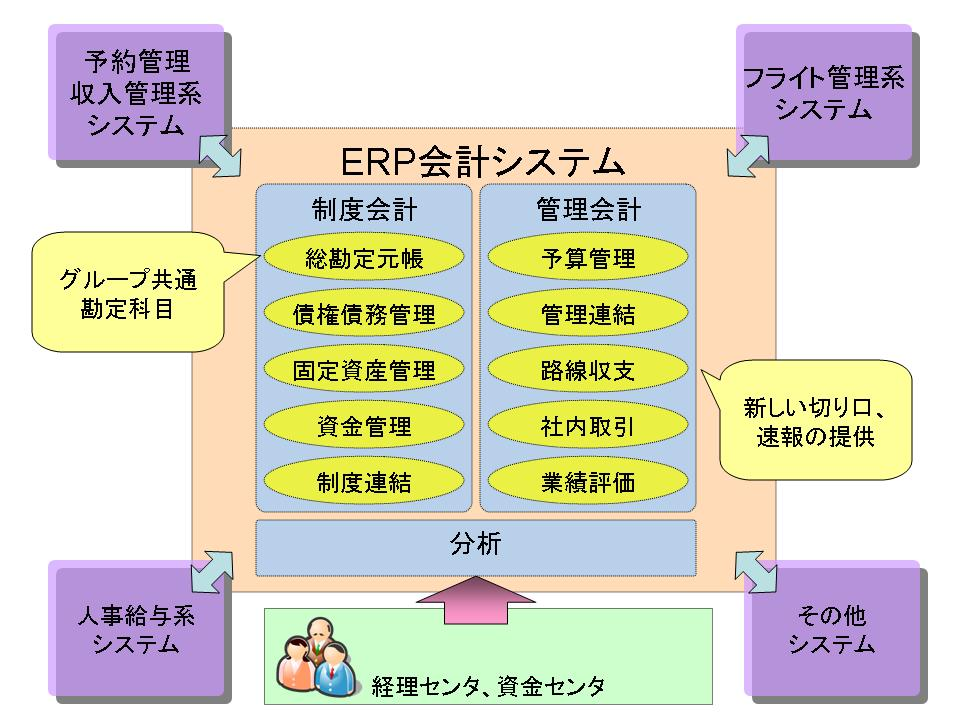 予約管理
収入管理系
システム
フライト管理系
システム
ERP会計システム
制度会計
総勘定元帳
債権債務管理
固定資産管理
資金管理
制度連結
管理会計
予算管理
管理連結
路線収支
社内取引
業績評価
グループ共通
勘定科目
新しい切り口、
速報の提供
分析
人事給与系
システム
その他
システム
経理センタ、資金センタ